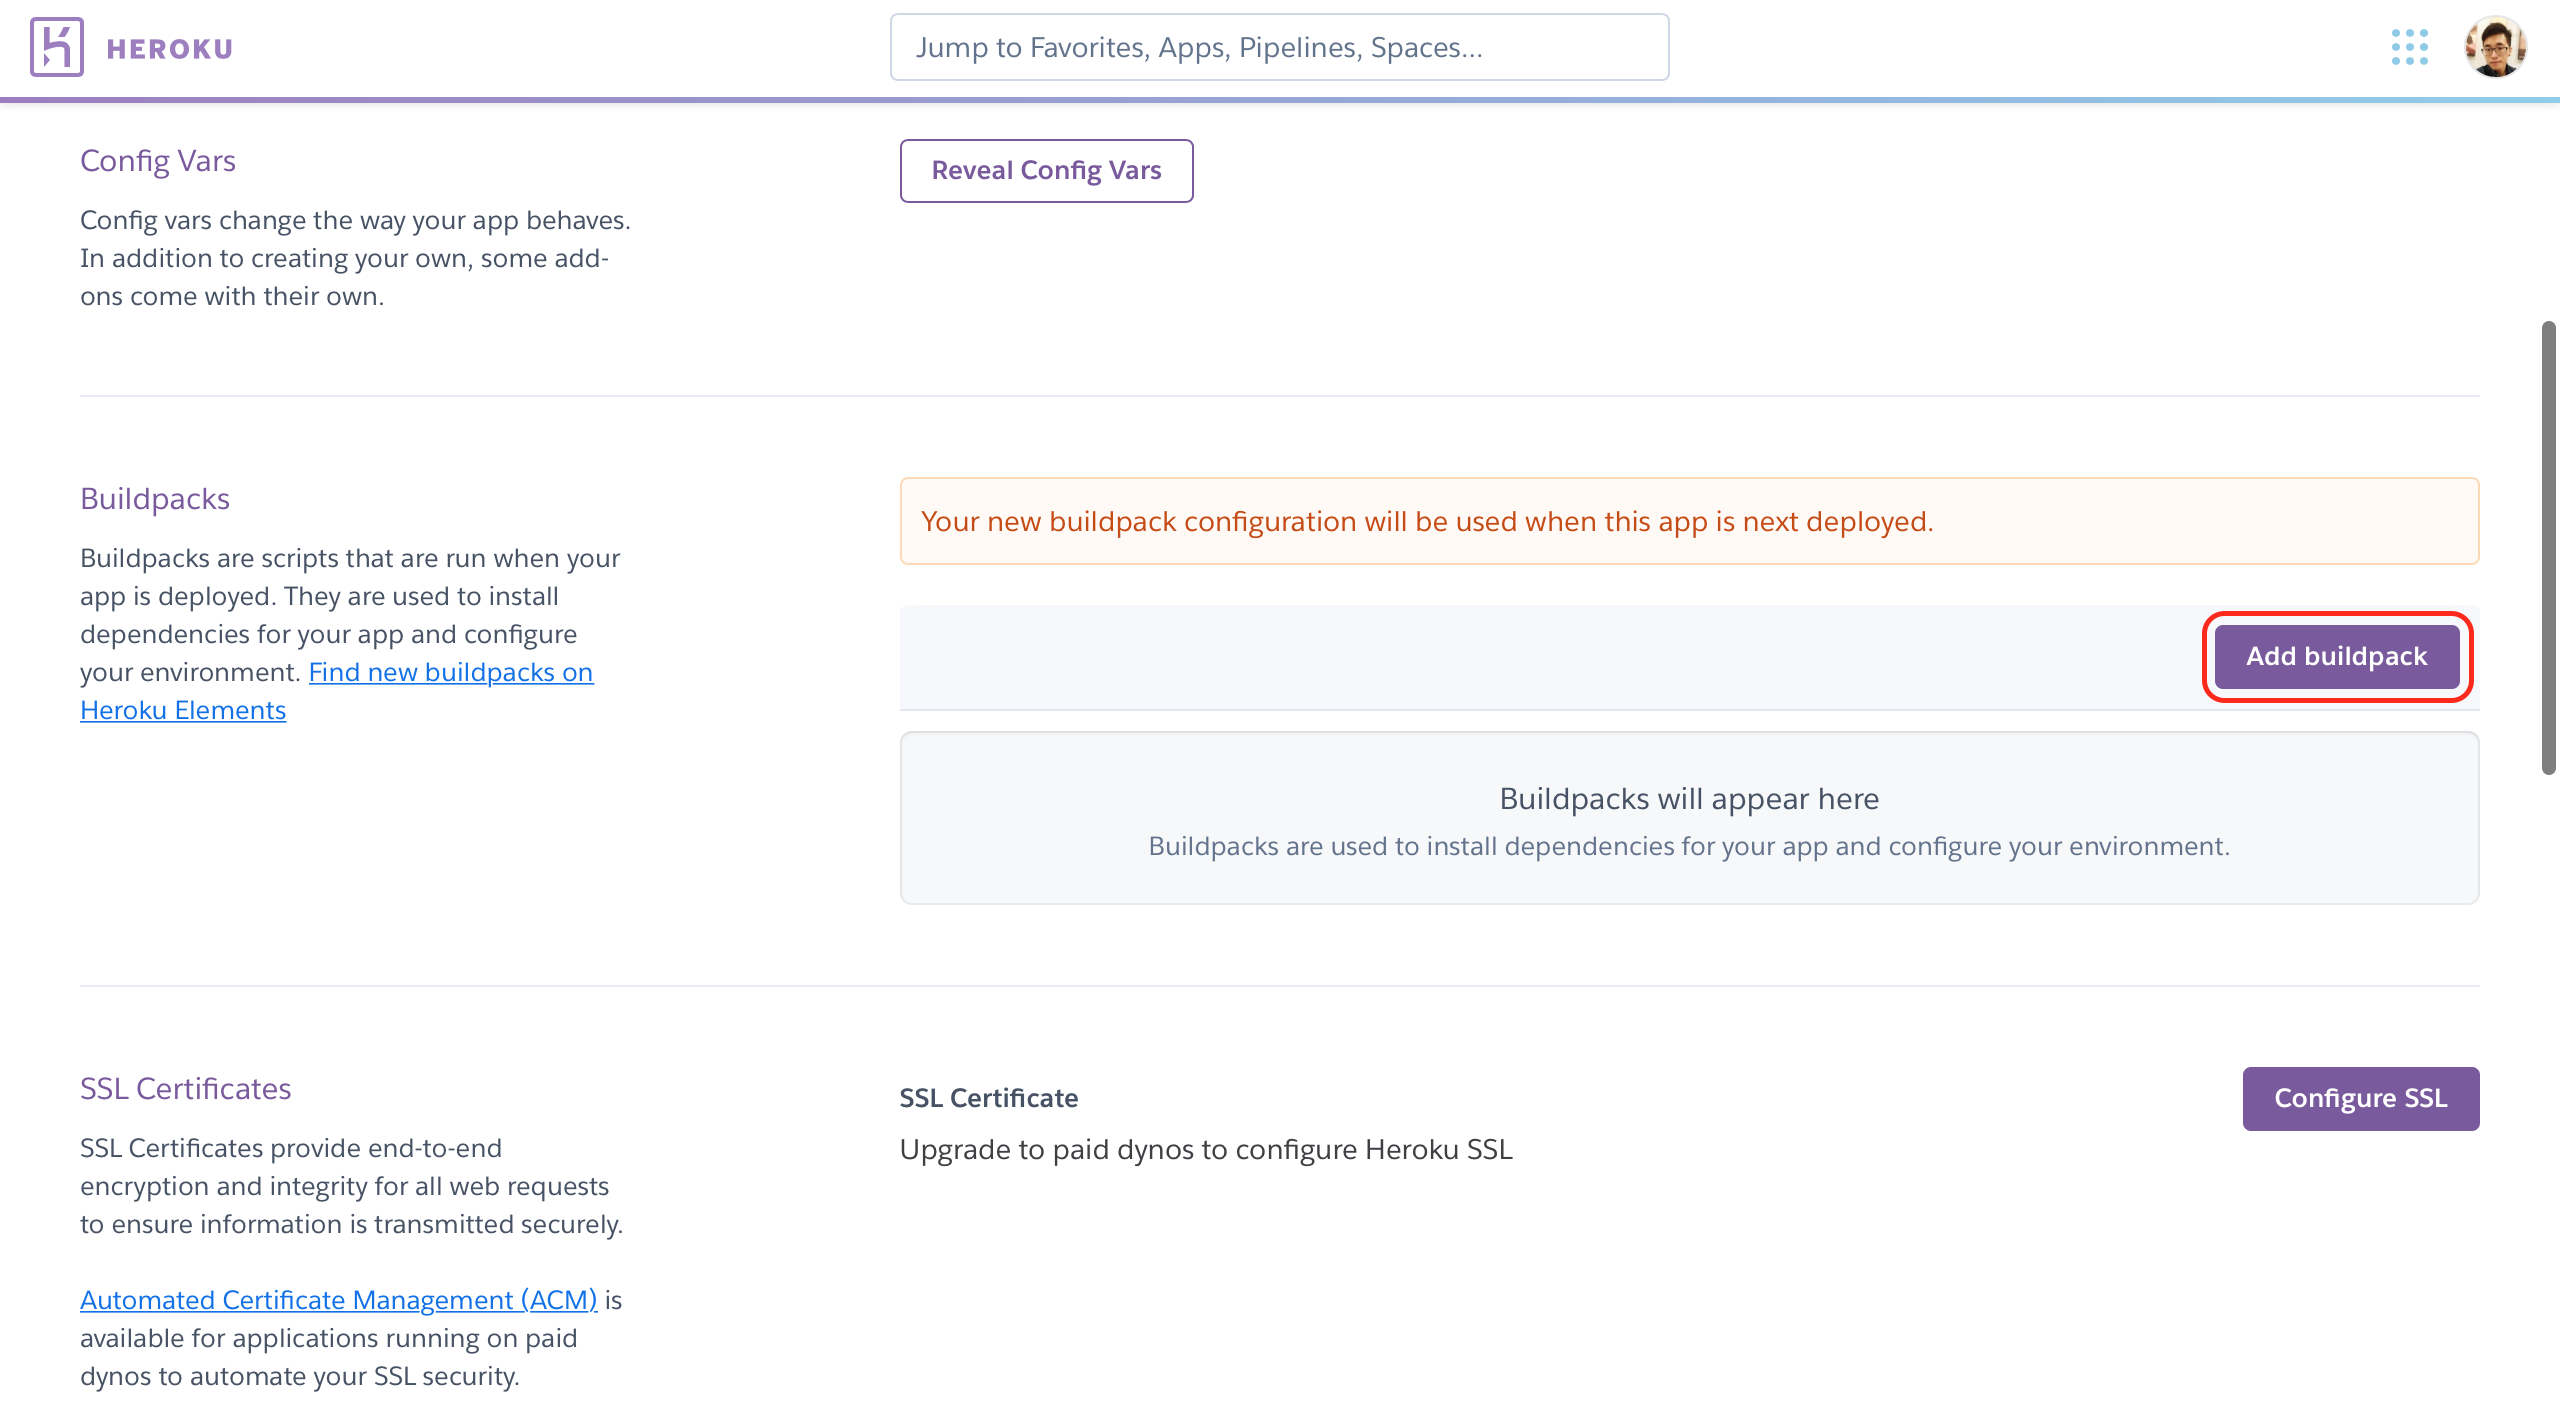 HEROKU
Jump to Favorites, Apps, Pipelines, Spaces...
Config Vars
Config vars change the way your app behaves.
In addition to creating your own, some add-
ons come with their own.
Reveal Config Vars
Buildpacks
Buildpacks are scripts that are run when your
app is deployed. They are used to install
dependencies for your app and configure
your environment. Find new buildpacks on
Heroku Elements
Your new buildpack configuration will be used when this app is next deployed.
Add buildpack
Buildpacks will appear here
Buildpacks are used to install dependencies for your app and configure your environment.
SSL Certificates
SSL Certificates provide end-to-end
encryption and integrity for all web requests
to ensure information is transmitted securely.
Automated Certificate Management (ACM) is
available for applications running on paid
dynos to automate your SSL security.
SSL Certificate
Upgrade to paid dynos to configure Heroku SSL
Configure SSL